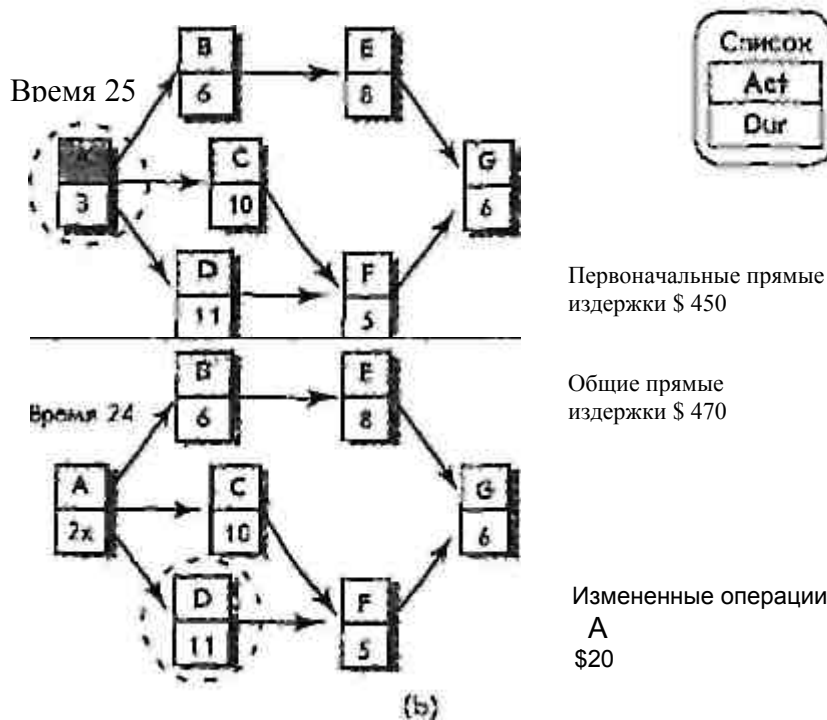 B
6
E
8
Список
Act
Dur
Время 25
3
C
10
G
6
D
11
F
5
Первоначальные прямые
издержки $ 450
B
6
E
8
Общие прямые
издержки $ 470
Время 24
A
2x
C
10
G
6
D
11
F
5
Измененные операции
A
$20
(b)